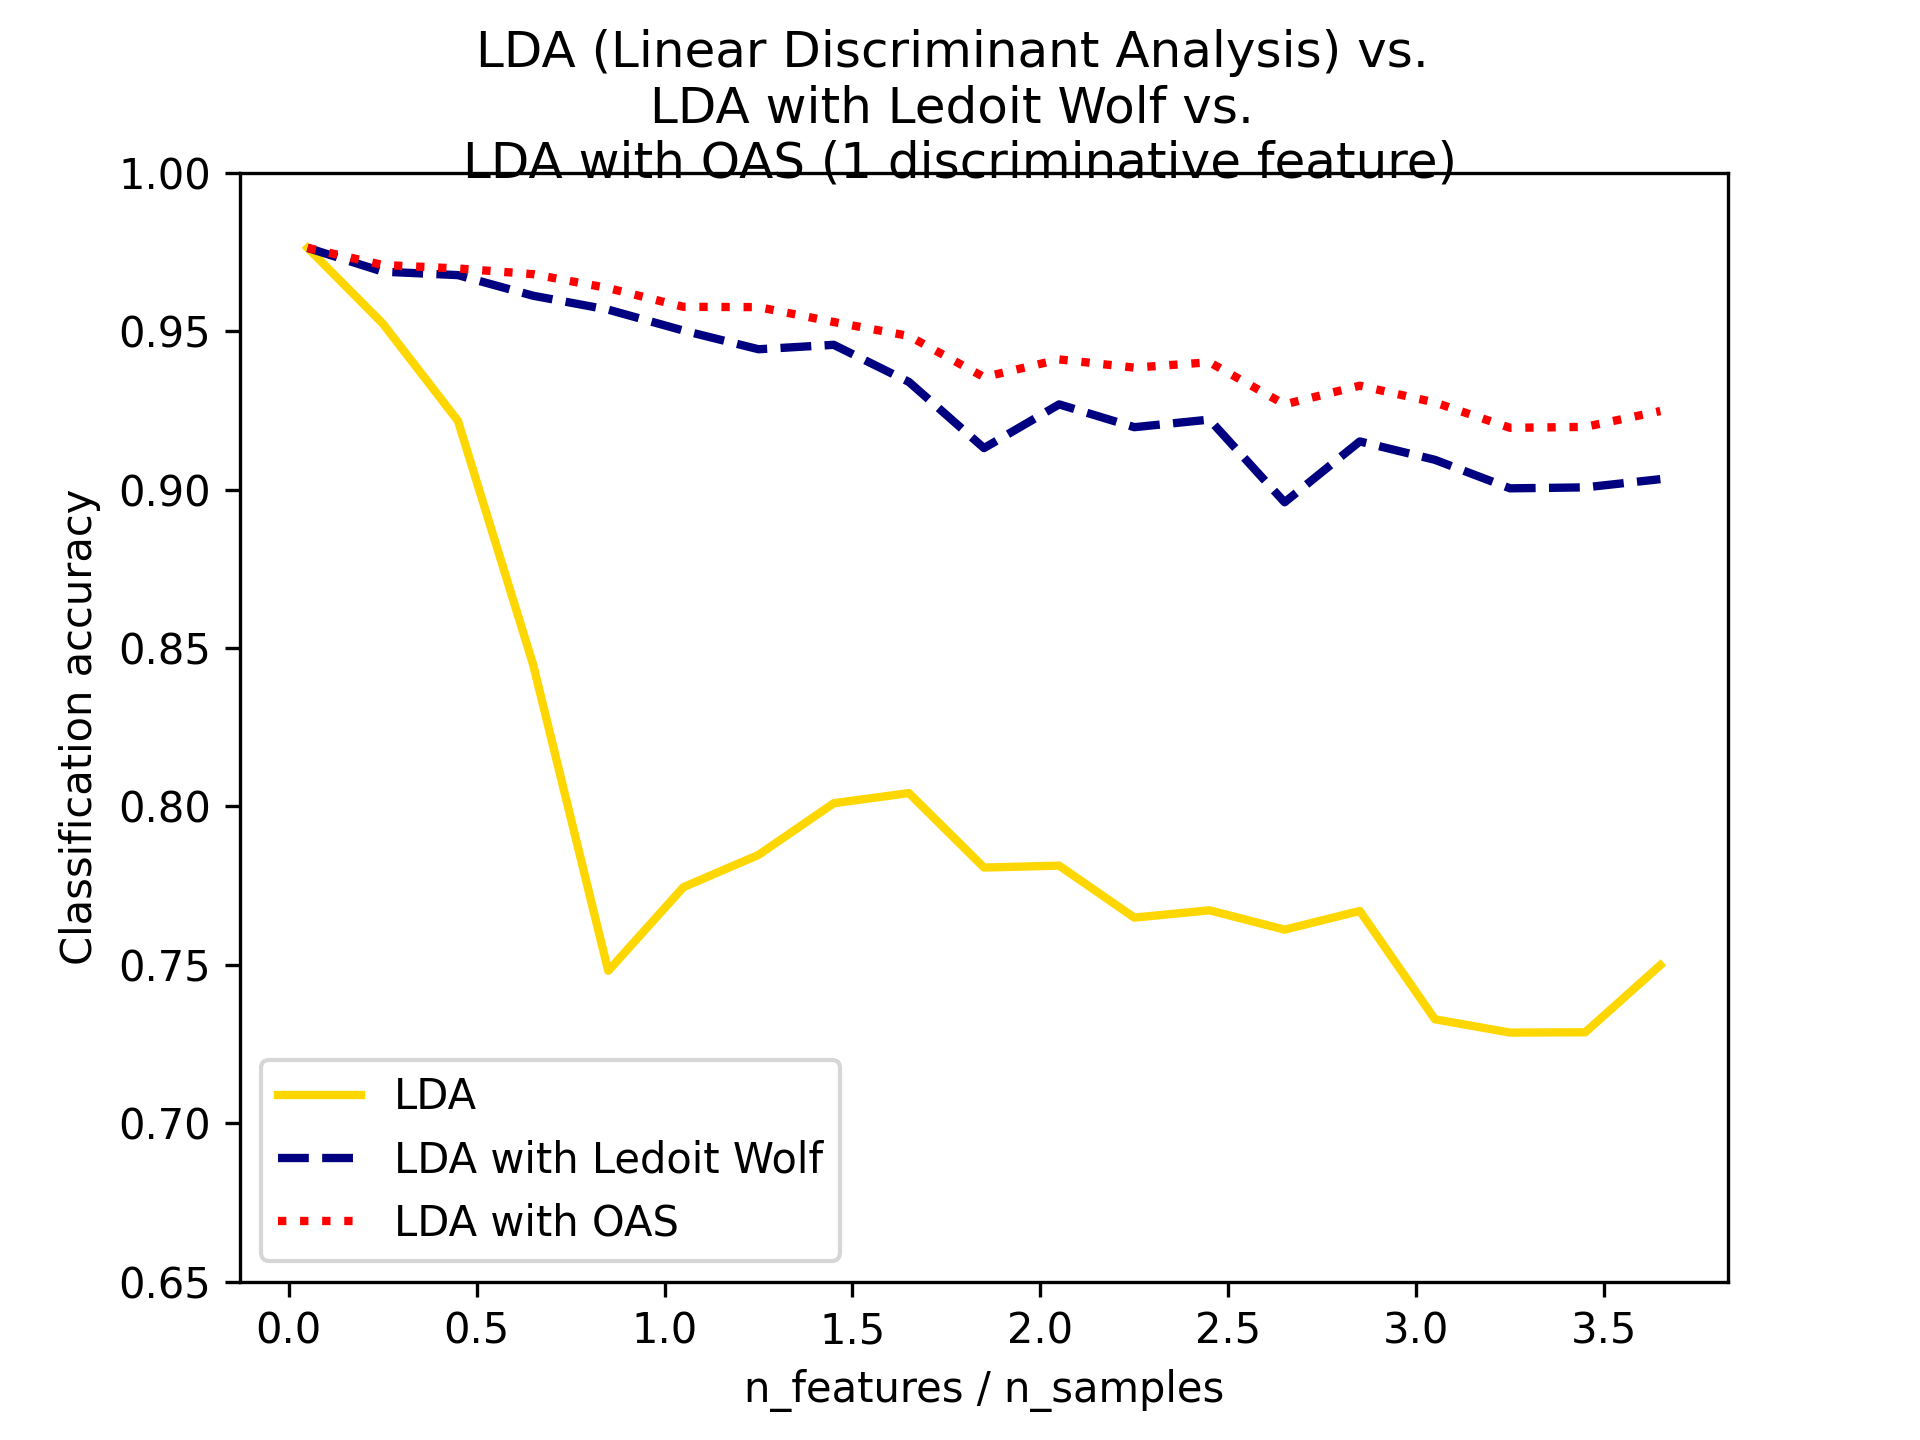 LDA (Linear Discriminant Analysis) vs.
LDA with Ledoit Wolf vs.
LDA with OAS (1 discriminative feature)
1.00
0.95
0.90
0.85
0.80
0.75
0.70
0.65
Classification accuracy
LDA
LDA with Ledoit Wolf
LDA with OAS
0.0 0.5 1.0 1.5 2.0 2.5 3.0 3.5
n_features / n_samples